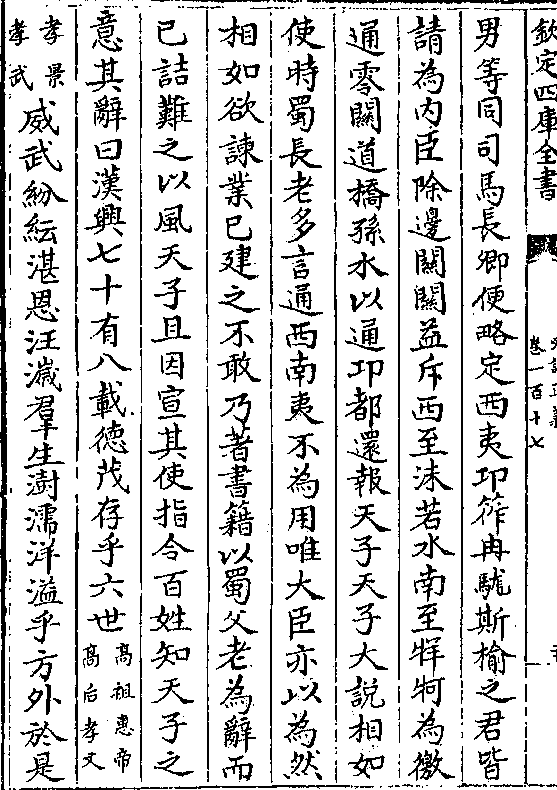 欽定四庫全書
卷一百十七
男等同司馬長卿便略定西夷邛筰冉駹斯榆之君皆
請為内臣除邊關關益斥西至沬若水南至牂牁為徼
通零關道橋孫水以通邛都還報天子天子大說相如
使時蜀長老多言通西南夷不為用唯大臣亦以為然
相如欲諫業已建之不敢乃著書籍以蜀父老為辭而
已詰難之以風天子且因宣其使指令百姓知天子之
意其辭曰漢興七十有八載德茂存乎六世
高祖惠帝
高后孝文
孝景
孝武
威武紛紜湛恩汪濊羣生澍濡洋溢乎方外於是